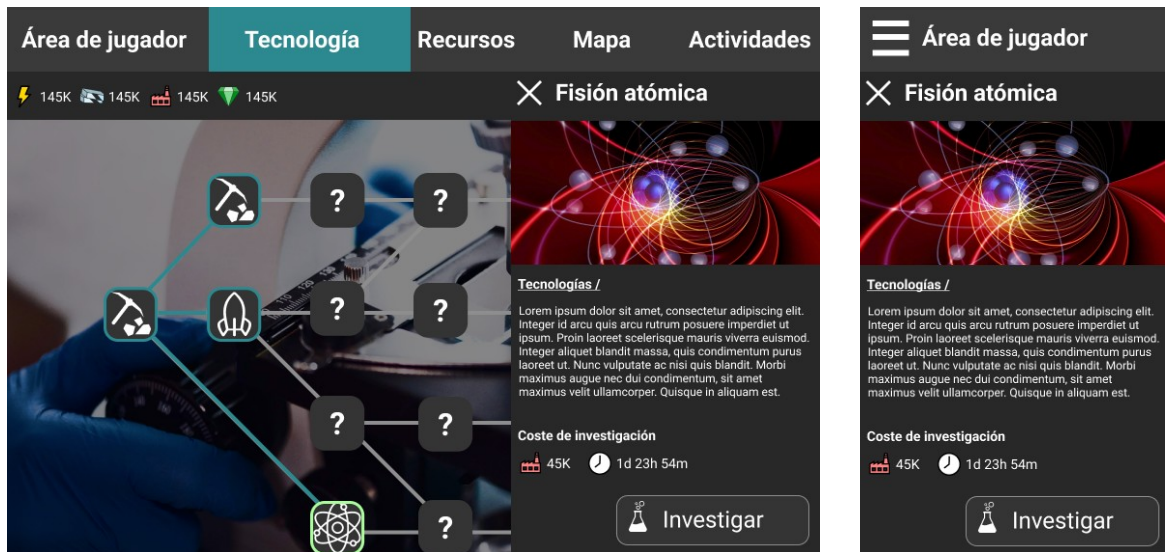 Área de jugador
Tecnología
Recursos
Mapa
Actividades
145K 145K 145K 145K
Fisión atómica
? ?
? ?
? ?
?
Tecnologías /
Lorem ipsum dolor sit amet, consectetur adipiscing elit.
Integer id arcu quis arcu rutrum posuere imperdiet ut
ipsum. Proin laoreet scelerisque mauris viverra euismod.
Integer aliquet blandit massa, quis condimentum purus
laoreet ut. Nunc vulputate ac nisi quis blandit. Morbi
maximus augue nec dui condimentum, sit amet
maximus velit ullamcorper. Quisque in aliquam est.
Coste de investigación
45K 1d 23h 54m
Investigar
Área de jugador
Fisión atómica
Tecnologías /
Lorem ipsum dolor sit amet, consectetur adipiscing elit.
Integer id arcu quis arcu rutrum posuere imperdiet ut
ipsum. Proin laoreet scelerisque mauris viverra euismod.
Integer aliquet blandit massa, quis condimentum purus
laoreet ut. Nunc vulputate ac nisi quis blandit. Morbi
maximus augue nec dui condimentum, sit amet
maximus velit ullamcorper. Quisque in aliquam est.
Coste de investigación
45K 1d 23h 54m
Investigar